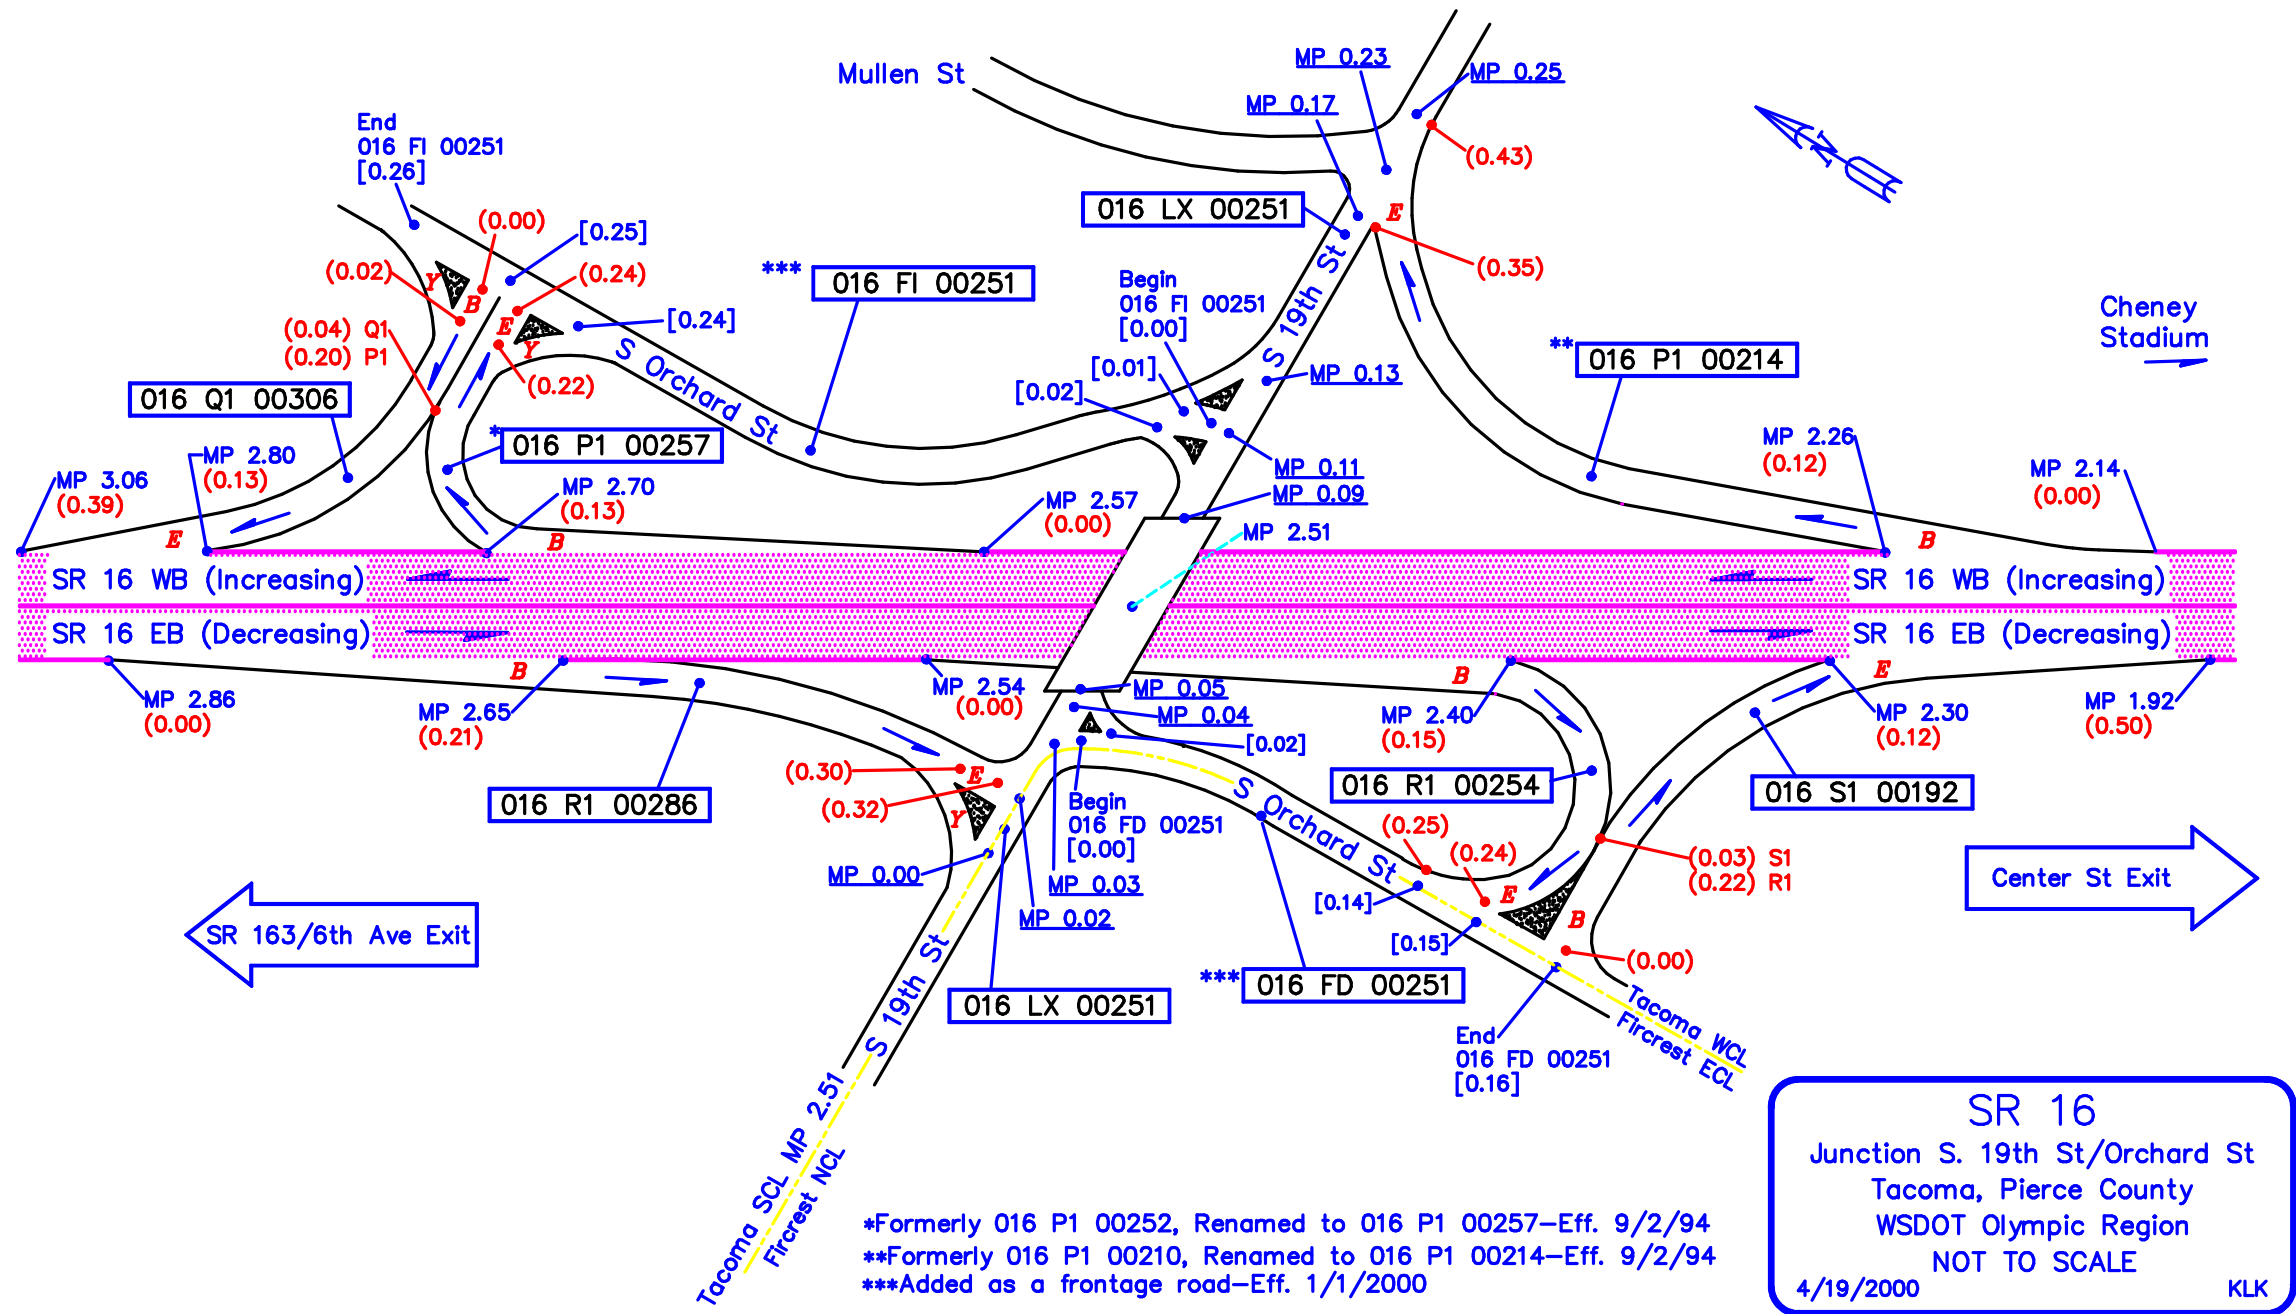 Mullen St
MP 0.23
MP 0.25
MP 0.17
(0.43)
End
016 FI 00251
[0.26]
N
016 LX 00251
E
(0.00)
[0.25]
(0.02)
(0.24)
Y
B
***
016 FI 00251
Begin
016 FI 00251
[0.00]
S 19th St
(0.35)
Cheney
Stadium
(0.04) Q1
(0.20) P1
E
Y
[0.24]
(0.22)
S Orchard St
[0.01]
[0.02]
MP 0.13
**
016 P1 00214
016 Q1 00306
*
016 P1 00257
MP 2.80
(0.13)
MP 3.06
(0.39)
MP 2.70
(0.13)
MP 2.57
(0.00)
MP 0.11
MP 0.09
MP 2.51
MP 2.26
(0.12)
MP 2.14
(0.00)
E
B
B
SR 16 WB (Increasing)
SR 16 WB (Increasing)
SR 16 EB (Decreasing)
SR 16 EB (Decreasing)
B
B
E
MP 2.86
(0.00)
MP 2.65
(0.21)
MP 2.54
(0.00)
MP 0.05
MP 0.04
[0.02]
MP 2.40
(0.15)
MP 2.30
(0.12)
MP 1.92
(0.50)
016 R1 00286
(0.30)
E
(0.32)
Y
Begin
016 FD 00251
[0.00]
S Orchard St
016 R1 00254
016 S1 00192
(0.25)
(0.24)
(0.03) S1
(0.22) R1
MP 0.00
MP 0.03
MP 0.02
[0.14]
E
B
[0.15]
(0.00)
Center St Exit
SR 163/6th Ave Exit
S 19th St
016 LX 00251
***
016 FD 00251
End
016 FD 00251
[0.16]
Tacoma WCL
Fircrest ECL
Tacoma SCL MP 2.51
Fircrest NCL
*Formerly 016 P1 00252, Renamed to 016 P1 00257-Eff. 9/2/94
**Formerly 016 P1 00210, Renamed to 016 P1 00214-Eff. 9/2/94
***Added as a frontage road-Eff. 1/1/2000
SR 16
Junction S. 19th St/Orchard St
Tacoma, Pierce County
WSDOT Olympic Region
NOT TO SCALE
4/19/2000 KLK